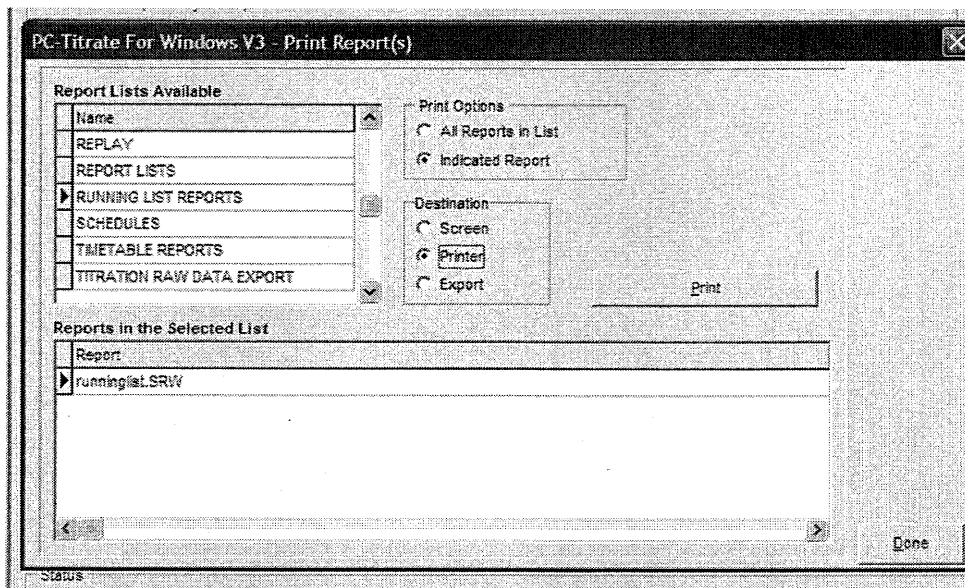 PC-Titrate For Windows V3 - Print Report(s)
Report Lists Available
Name
REPLAY
REPORT LISTS
RUNNING LIST REPORTS
SCHEDULES
TIMETABLE REPORTS
TITRATION RAW DATA EXPORT
Print Options
All Reports in List
Indicated Report
Destination
Screen
Printer
Export
Print
Reports in the Selected List
Report
runninglist.SRW
Done
Status